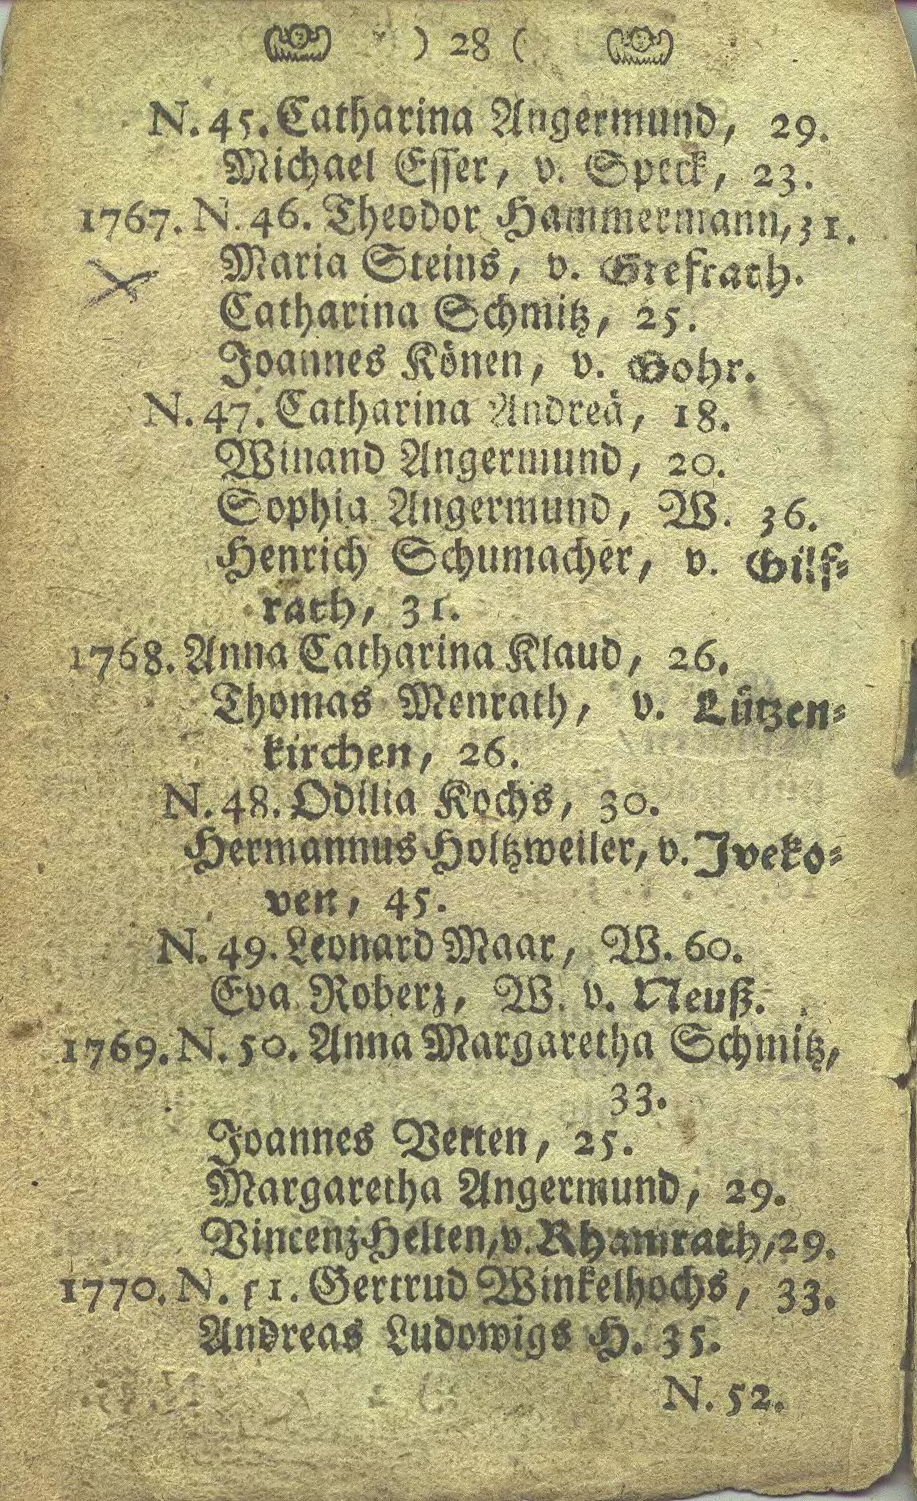 ) 28 (
N. 45. Catharina Angermund, 29.
Michael Esser, v. Speck, 23.
1767. N. 46. Theodor Hammermann, 31.
Maria Steins, v. Grefrath.
Catharina Schmitz, 25.
Joannes Könen, v. Gohr.
N. 47. Catharina Andreä, 18.
Winand Angermund, 20.
Sophia Angermund, W. 36.
Henrich Schumacher, v. Gilf⸗
rath, 31.
1768. Anna Catharina Klaud, 26.
Thomas Menrath, v. Lützen⸗
kirchen, 26.
N. 48. Odilia Kochs, 30.
Hermannus Holtzweiler, v. Jveko⸗
ven, 45.
N. 49. Leonard Maar, W. 60.
Eva Roberz, W. v. Neuß.
1769. N. 50. Anna Margaretha Schmitz,
33.
Joannes Vetten, 25.
Margaretha Angermund, 29.
Vincenz Helten, v. Rhamrath, 29.
1770. N. 51. Gertrud Winkelhochs, 33.
Andreas Ludowigs H. 35.
N. 52.